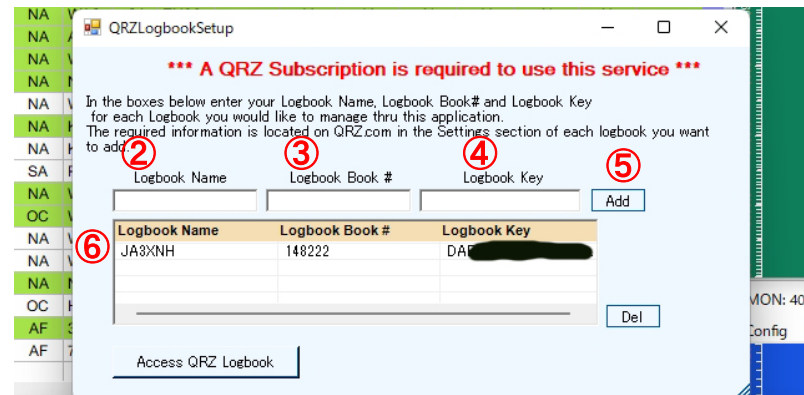 QRZLogbookSetup
*** A QRZ Subscription is required to use this service ***
In the boxes below enter your Logbook Name, Logbook Book# and Logbook Key
for each Logbook you would like to manage thru this application.
The required information is located on QRZ.com in the Settings section of each logbook you want
to add.
② ③ ④ ⑤
Logbook Name Logbook Book # Logbook Key
Add
⑥
Logbook Name Logbook Book # Logbook Key
JA3XNH 148222
Del
Access QRZ Logbook
NA
NA
NA
NA
NA
NA
NA
SA
NA
OC
NA
NA
NA
OC
AF
AF
MON: 40
Config